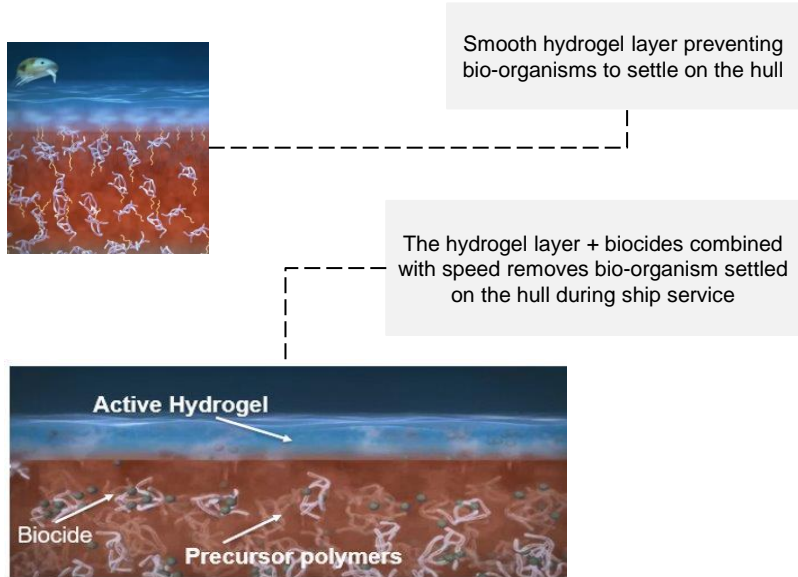 Smooth hydrogel layer preventing
bio-organisms to settle on the hull
The hydrogel layer + biocides combined
with speed removes bio-organism settled
on the hull during ship service
Active Hydrogel
Biocide
Precursor polymers